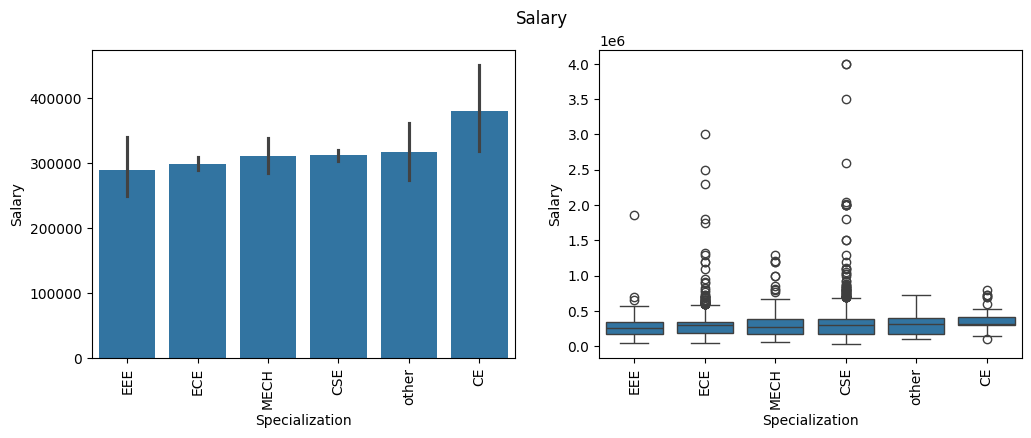 Salary
400000
300000
200000
100000
0
Salary
EEE
ECE
MECH
CSE
other
CE
Specialization
1e6
4.0
3.5
3.0
2.5
2.0
1.5
1.0
0.5
0.0
Salary
EEE
ECE
MECH
CSE
other
CE
Specialization